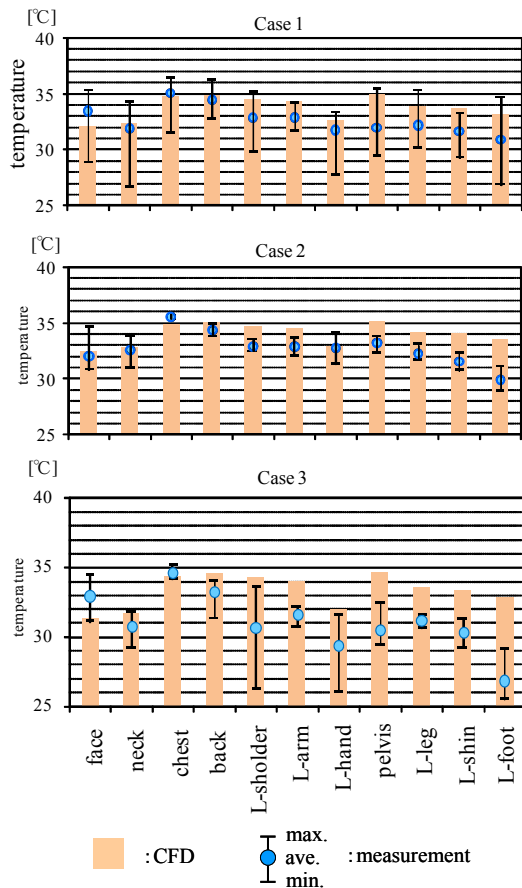 [℃]
Case 1
temperature
40
35
30
25
[℃]
Case 2
temperature
40
35
30
25
[℃]
Case 3
temperature
40
35
30
25
face
neck
chest
back
L-sholder
L-arm
L-hand
pelvis
L-leg
L-shin
L-foot
: CFD
max.
ave.
min.
: measurement